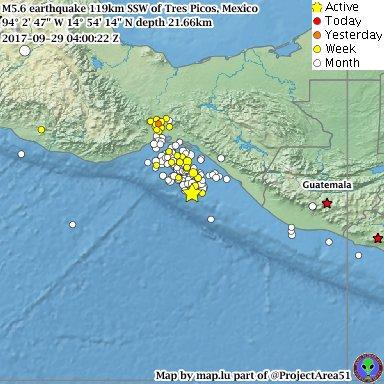 M5.6 earthquake 119km SSW of Tres Picos, Mexico
94° 2' 47" W 14° 54' 14" N depth 21.66km
2017-09-29 04:00:22 Z
Active
Today
Yesterday
Week
Month
Guatemala
Map by map.lu part of @ProjectArea51